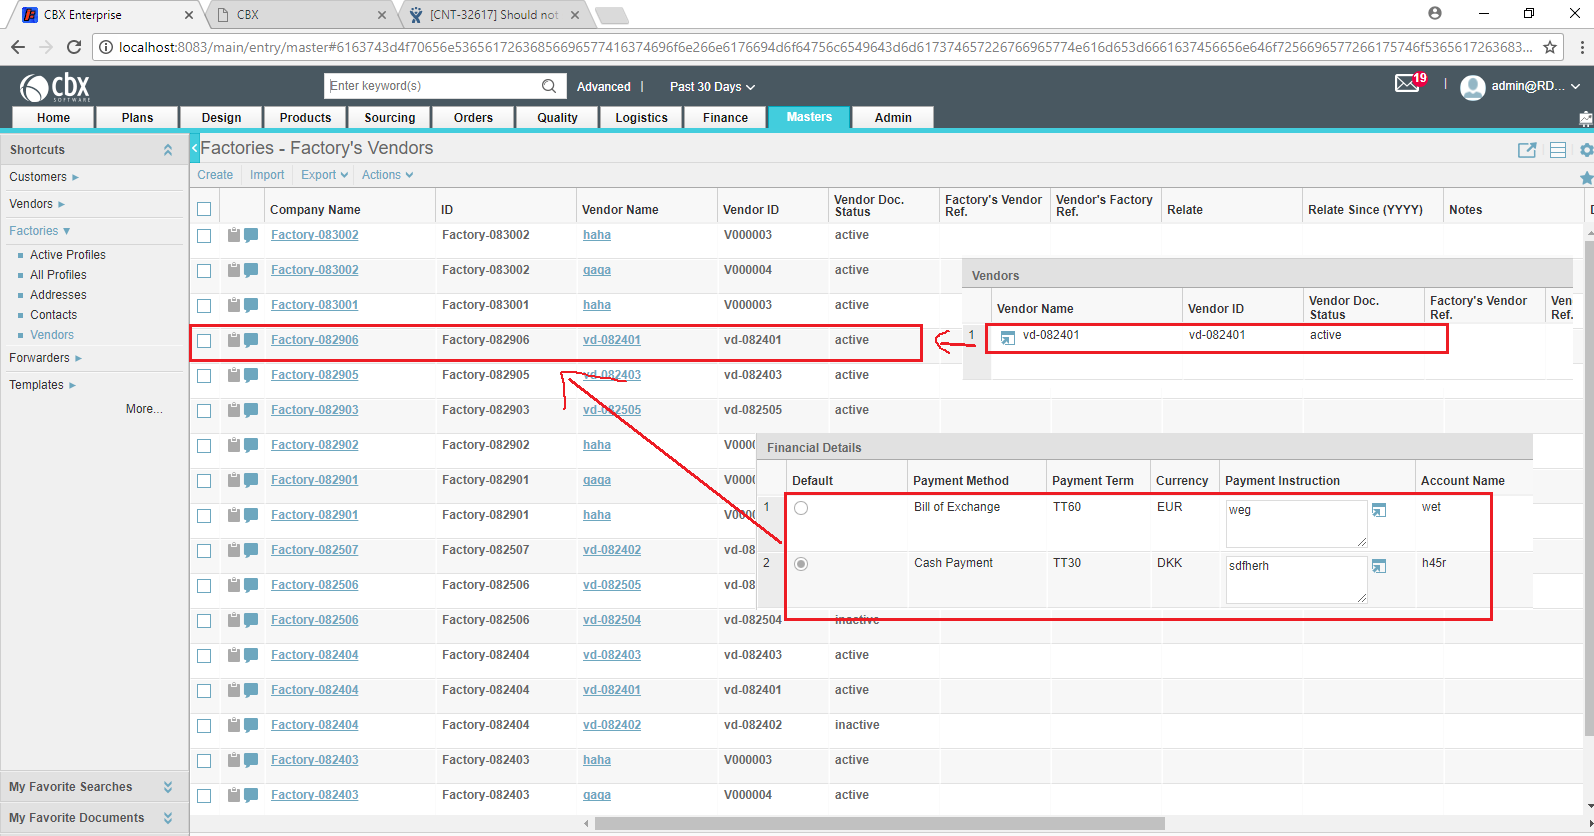 CBX Enterprise
CBX
[CNT-32617] Should not
localhost:8083/main/entry/master#
cbx
SOFTWARE
Enter keyword(s)
Advanced
Past 30 Days
19
admin@RD...
Home Plans Design Products Sourcing Orders Quality Logistics Finance Masters Admin
Shortcuts
Customers
Vendors
Factories
Active Profiles
All Profiles
Addresses
Contacts
Vendors
Forwarders
Templates
More...
My Favorite Searches
My Favorite Documents
Factories - Factory's Vendors
Create Import Export Actions
Company Name ID Vendor Name Vendor ID Vendor Doc. Status Factory's Vendor Ref. Vendor's Factory Ref. Relate Relate Since (YYYY) Notes D
Factory-083002 Factory-083002 haha V000003 active
Factory-083002 Factory-083002 gaga V000004 active
Factory-083001 Factory-083001 haha V000003 active
Factory-082906 Factory-082906 vd-082401 vd-082401 active
Factory-082905 Factory-082905 vd-082403 vd-082403 active
Factory-082903 Factory-082903 vd-082505 vd-082505 active
Factory-082902 Factory-082902 haha V000
Factory-082901 Factory-082901 gaga V000
Factory-082901 Factory-082901 haha V000
Factory-082507 Factory-082507 vd-082402 vd-08
Factory-082506 Factory-082506 vd-082505 vd-08
Factory-082506 Factory-082506 vd-082504 vd-082504 inactive
Factory-082404 Factory-082404 vd-082403 vd-082403 active
Factory-082404 Factory-082404 vd-082401 vd-082401 active
Factory-082404 Factory-082404 vd-082402 vd-082402 inactive
Factory-082403 Factory-082403 haha V000003 active
Factory-082403 Factory-082403 gaga V000004 active
Vendors
Vendor Name Vendor ID Vendor Doc. Status Factory's Vendor Ref. Ven Ref.
1 vd-082401 vd-082401 active
Financial Details
Default Payment Method Payment Term Currency Payment Instruction Account Name
1 Bill of Exchange TT60 EUR weg wet
2 Cash Payment TT30 DKK sdfherh h45r